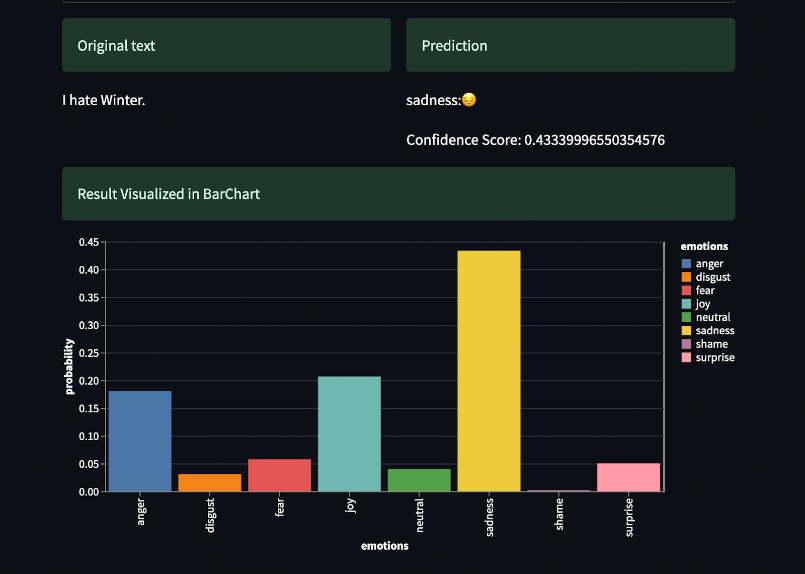 Original text
Prediction
I hate Winter.
sadness:😔
Confidence Score: 0.43339996550354576
Result Visualized in BarChart
0.45
0.40
0.35
0.30
0.25
0.20
0.15
0.10
0.05
0.00
probability
anger
disgust
fear
joy
neutral
sadness
shame
surprise
emotions
emotions
anger
disgust
fear
joy
neutral
sadness
shame
surprise